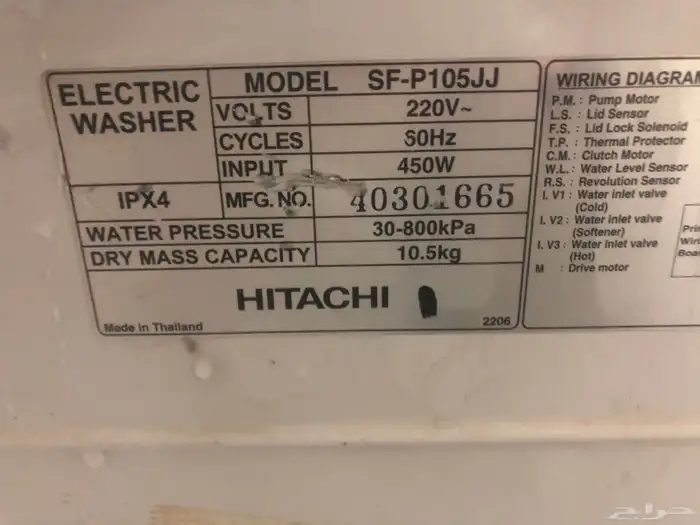 ELECTRIC WASHER
MODEL SF-P105JJ
VOLTS 220V~
CYCLES 60Hz
INPUT 450W
IPX4 MFG. NO. 40301665
WATER PRESSURE 30-800kPa
DRY MASS CAPACITY 10.5kg
HITACHI
Made in Thailand 2206
WIRING DIAGRAM
P.M. : Pump Motor
L.S. : Lid Sensor
F.S. : Lid Lock Solenoid
T.P. : Thermal Protector
C.M. : Clutch Motor
W.L. : Water Level Sensor
R.S. : Revolution Sensor
I. V1 : Water inlet valve
(Cold)
I. V2 : Water inlet valve
(Softener)
I. V3 : Water inlet valve
(Hot)
M : Drive motor
حراج